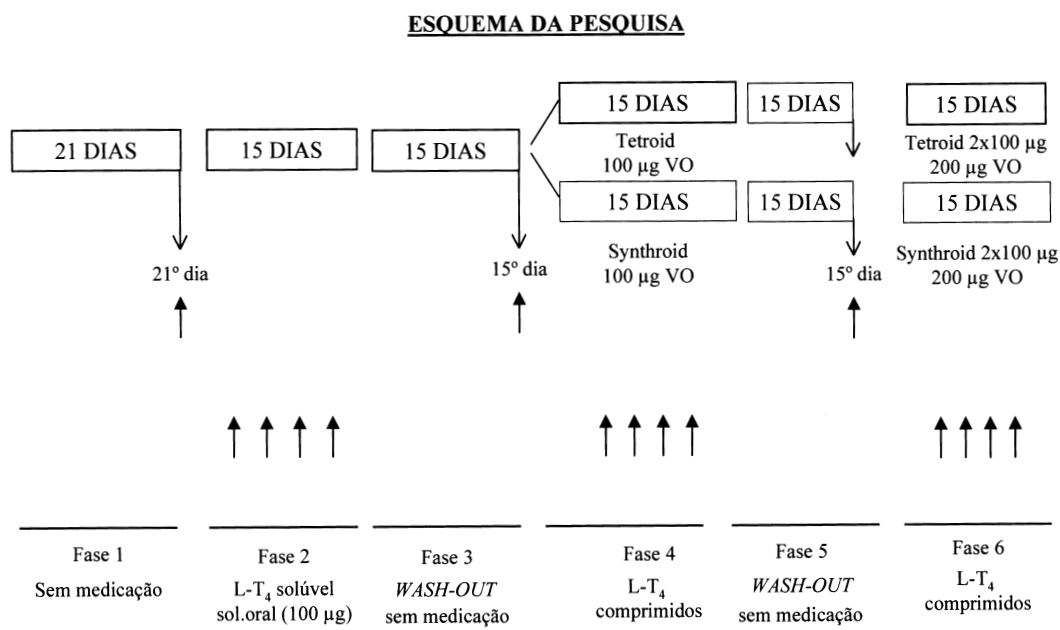 ESQUEMA DA PESQUISA
21 DIAS
15 DIAS
15 DIAS
15 DIAS
15 DIAS
15 DIAS
Tetroid
100 µg VO
Tetroid 2x100 µg
200 µg VO
15 DIAS
15 DIAS
15 DIAS
Synthroid
100 µg VO
Synthroid 2x100 µg
200 µg VO
21º dia
15º dia
15º dia
Fase 1
Sem medicação
Fase 2
L-T₄ solúvel
sol.oral (100 µg)
Fase 3
WASH-OUT
sem medicação
Fase 4
L-T₄
comprimidos
Fase 5
WASH-OUT
sem medicação
Fase 6
L-T₄
comprimidos